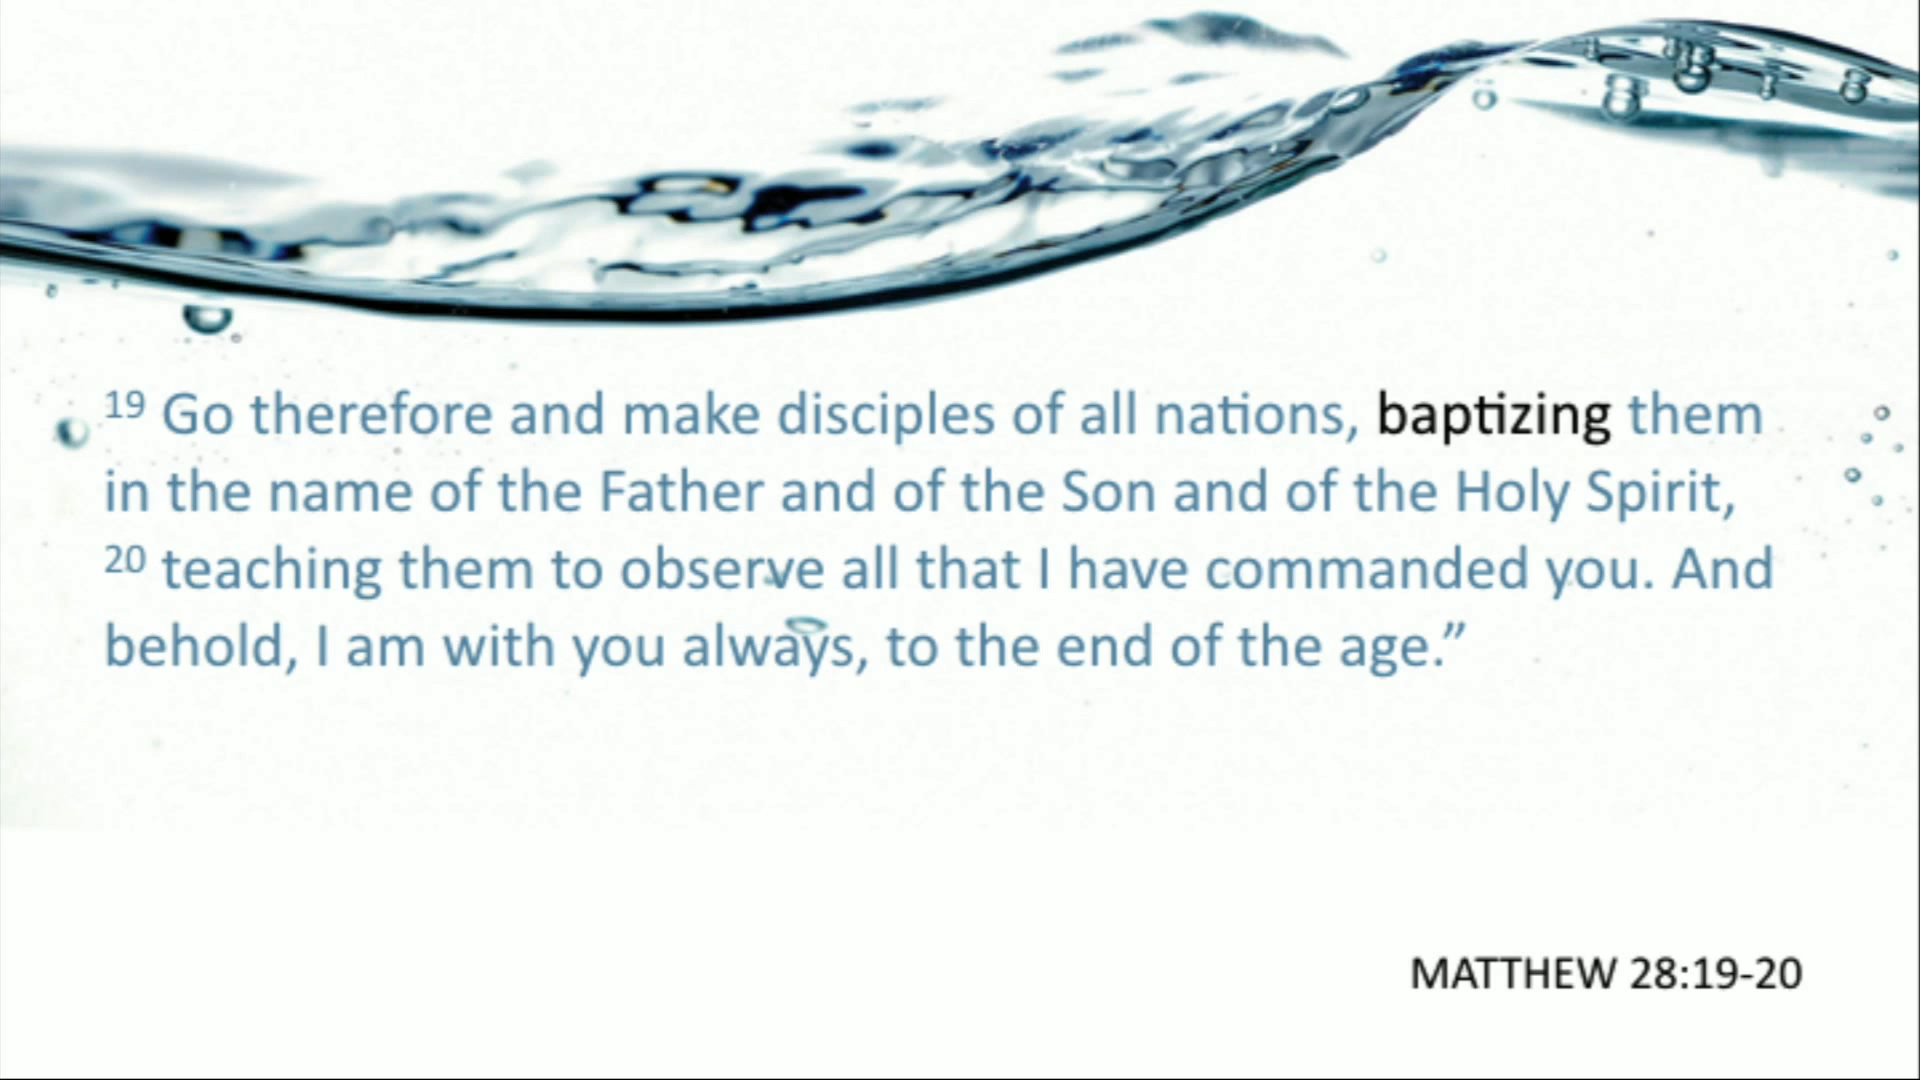 19 Go therefore and make disciples of all nations, baptizing them
in the name of the Father and of the Son and of the Holy Spirit,
20 teaching them to observe all that I have commanded you. And
behold, I am with you always, to the end of the age.”
MATTHEW 28:19-20